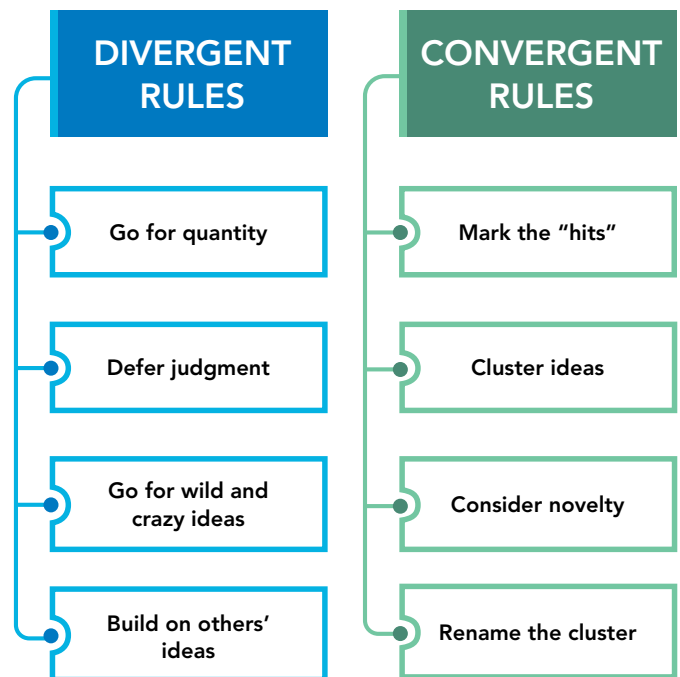 DIVERGENT
RULES
Go for quantity
Defer judgment
Go for wild and
crazy ideas
Build on others’
ideas
CONVERGENT
RULES
Mark the “hits”
Cluster ideas
Consider novelty
Rename the cluster